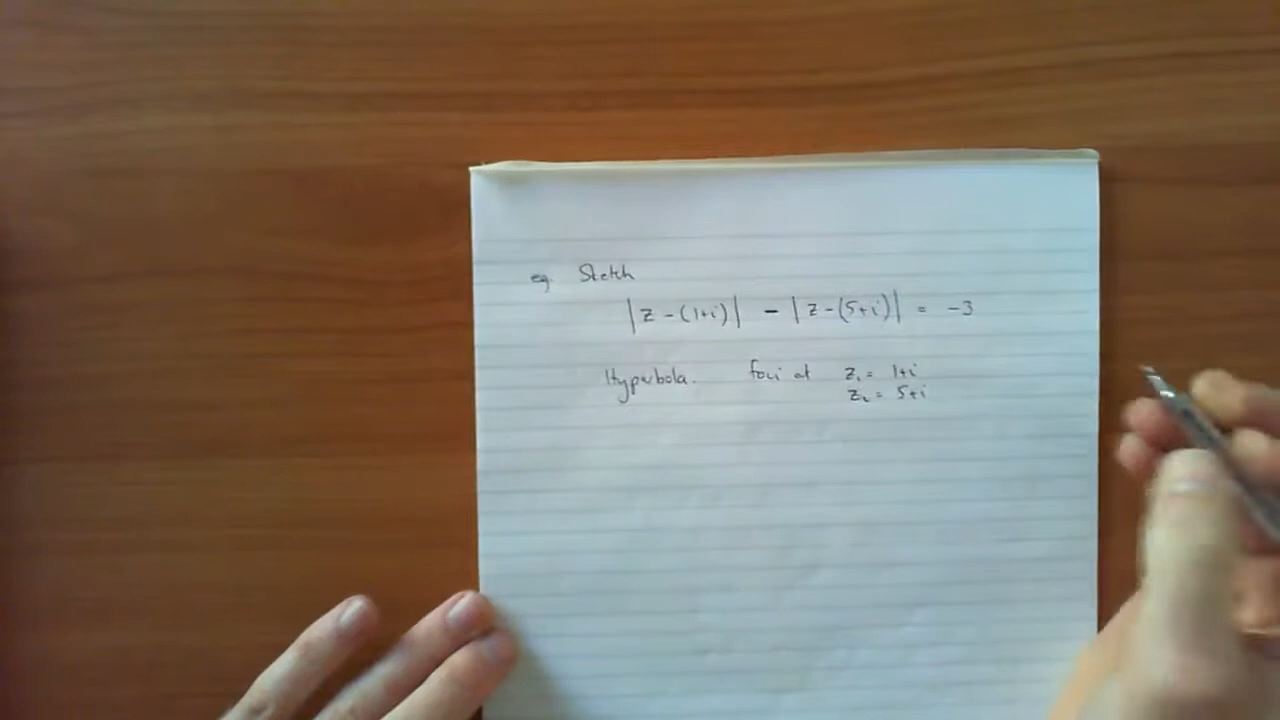 eg. Sketch
|z-(1+i)| - |z-(5+i)| = -3
Hyperbola. foci at z₁ = 1+i
z₂ = 5+i